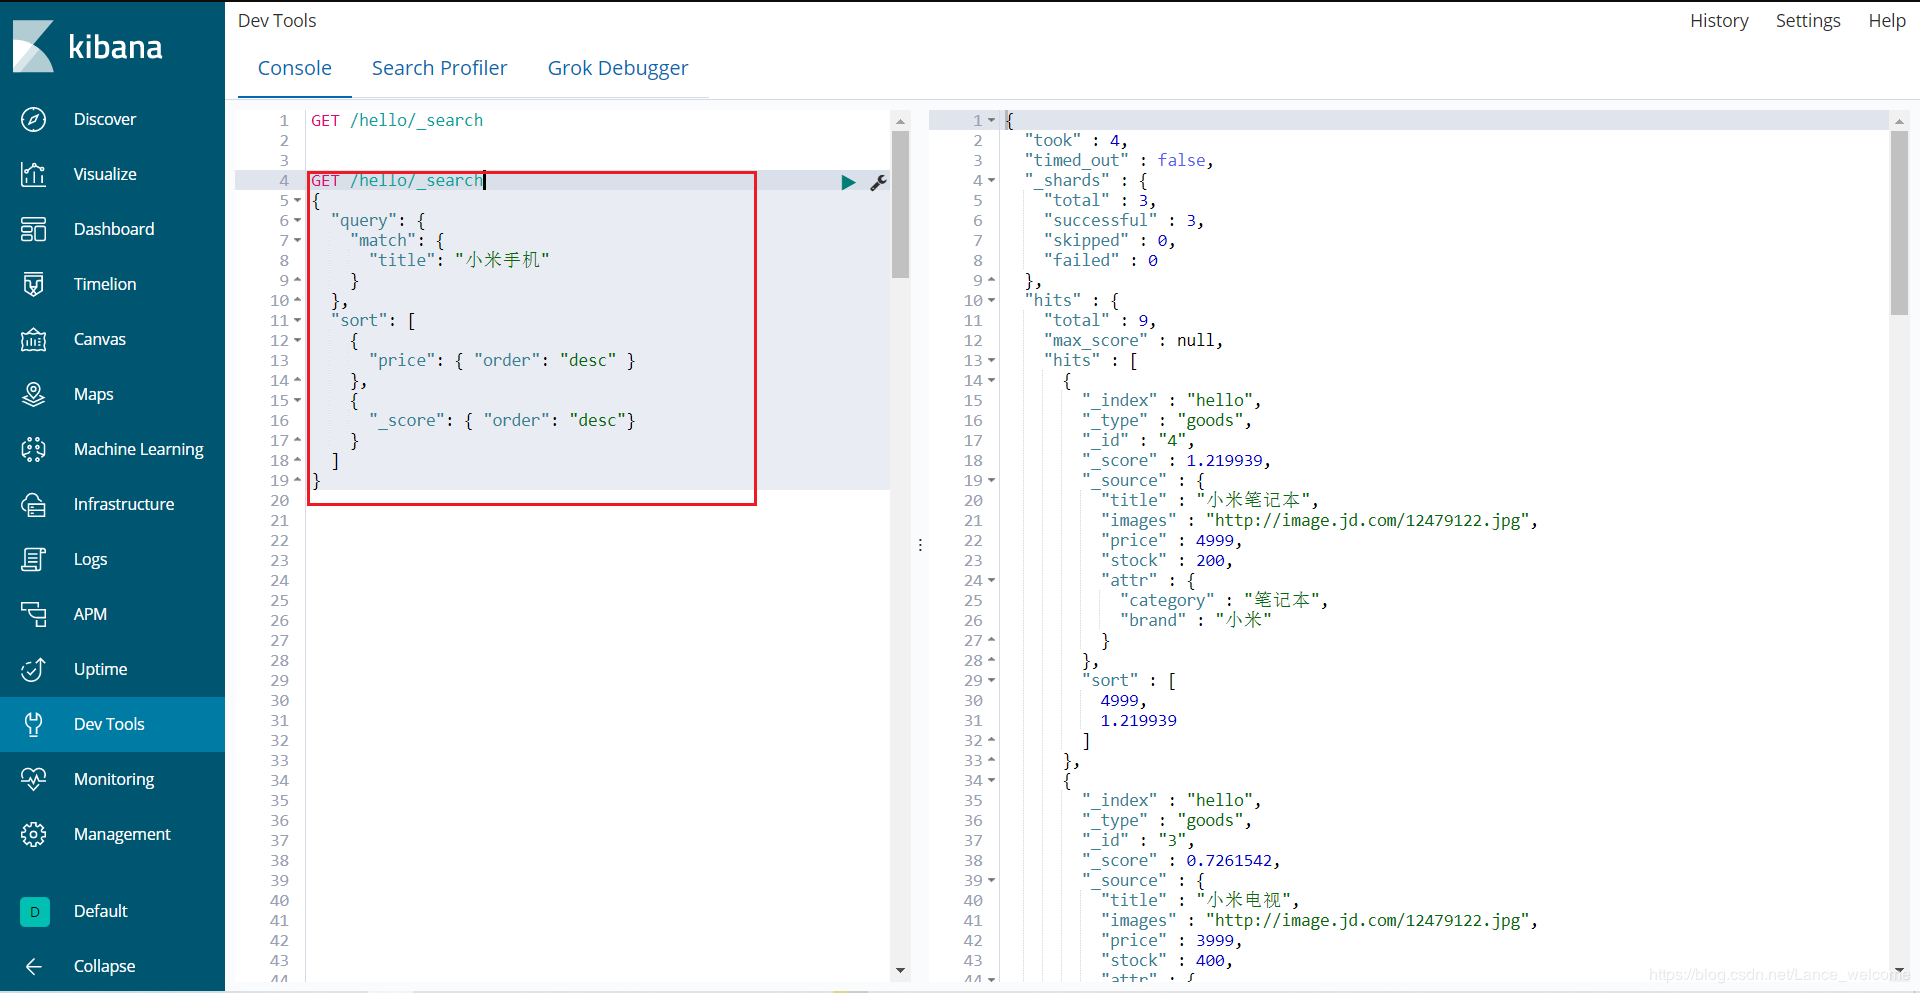 kibana
Discover
Visualize
Dashboard
Timelion
Canvas
Maps
Machine Learning
Infrastructure
Logs
APM
Uptime
Dev Tools
Monitoring
Management
D Default
Collapse
Dev Tools
History Settings Help
Console Search Profiler Grok Debugger
1 GET /hello/_search
2
3
4 GET /hello/_search
5 {
6 "query": {
7 "match": {
8 "title": "小米手机"
9 }
10 },
11 "sort": [
12 {
13 "price": { "order": "desc" }
14 },
15 {
16 "_score": { "order": "desc"}
17 }
18 ]
19 }
20
21
22
23
24
25
26
27
28
29
30
31
32
33
34
35
36
37
38
39
40
41
42
43
44
1 {
2 "took" : 4,
3 "timed_out" : false,
4 "_shards" : {
5 "total" : 3,
6 "successful" : 3,
7 "skipped" : 0,
8 "failed" : 0
9 },
10 "hits" : {
11 "total" : 9,
12 "max_score" : null,
13 "hits" : [
14 {
15 "_index" : "hello",
16 "_type" : "goods",
17 "_id" : "4",
18 "_score" : 1.219939,
19 "_source" : {
20 "title" : "小米笔记本",
21 "images" : "http://image.jd.com/12479122.jpg",
22 "price" : 4999,
23 "stock" : 200,
24 "attr" : {
25 "category" : "笔记本",
26 "brand" : "小米"
27 }
28 },
29 "sort" : [
30 4999,
31 1.219939
32 ]
33 },
34 {
35 "_index" : "hello",
36 "_type" : "goods",
37 "_id" : "3",
38 "_score" : 0.7261542,
39 "_source" : {
40 "title" : "小米电视",
41 "images" : "http://image.jd.com/12479122.jpg",
42 "price" : 3999,
43 "stock" : 400,
44 "attr" : {
https://blog.csdn.net/Lance_welcome